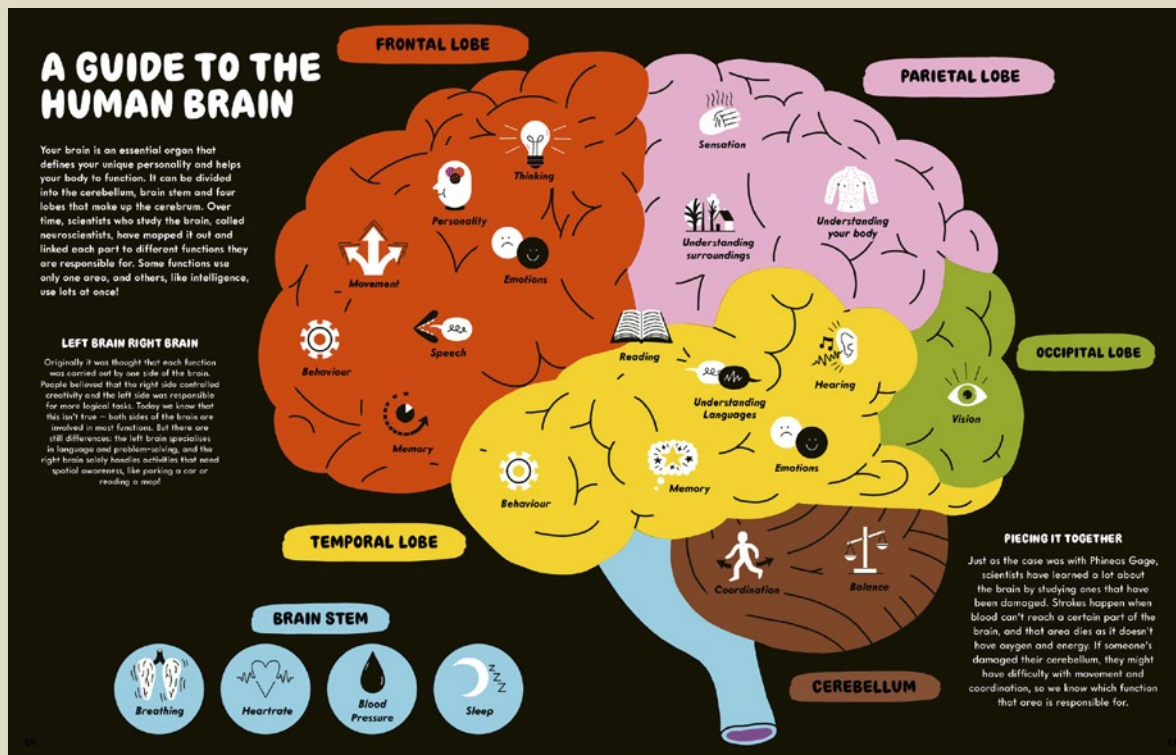 A GUIDE TO THE
HUMAN BRAIN
Your brain is an essential organ that
defines your unique personality and helps
your body to function. It can be divided
into the cerebellum, brain stem and four
lobes that make up the cerebrum. Over
time, scientists who study the brain, called
neuroscientists, have mapped it out and
linked each part to different functions they
are responsible for. Some functions use
only one area, and others, like intelligence,
use lots at once!
LEFT BRAIN RIGHT BRAIN
Originally it was thought that each function
was carried out by one side of the brain.
People believed that the right side controlled
creativity and the left side was responsible
for more logical tasks. Today we know that
this isn't true – both sides of the brain are
involved in most functions. But there are
still differences: the left brain specialises
in language and problem-solving, and the
right brain solely handles activities that need
spatial awareness, like parking a car or
reading a map!
FRONTAL LOBE
Thinking
Personality
Movement
Emotions
Behaviour
Speech
Memory
PARIETAL LOBE
Sensation
Understanding
surroundings
Understanding
your body
OCCIPITAL LOBE
Vision
Reading
Understanding
Languages
Hearing
Behaviour
Memory
Emotions
TEMPORAL LOBE
Coordination
Balance
CEREBELLUM
BRAIN STEM
Breathing
Heartrate
Blood
Pressure
Sleep
PIECING IT TOGETHER
Just as the case was with Phineas Gage,
scientists have learned a lot about
the brain by studying ones that have
been damaged. Strokes happen when
blood can't reach a certain part of the
brain, and that area dies as it doesn't
have oxygen and energy. If someone's
damaged their cerebellum, they might
have difficulty with movement and
coordination, so we know which function
that area is responsible for.